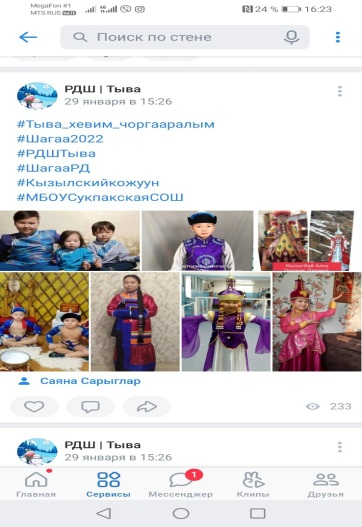 MegaFon #1
MTS RUS VoLTE
24 % 16:23
Поиск по стене
РДШ | Тыва
29 января в 15:26
#Тыва_хевим_чоргааралым
#Шагаа2022
#РДШТыва
#ШагааРД
#Кызылскийкожуун
#МБОУСукпакскаяСОШ
Саяна Сарыглар
233
РДШ | Тыва
29 января в 15:26
1
Главная Сервисы Мессенджер Клипы Друзья